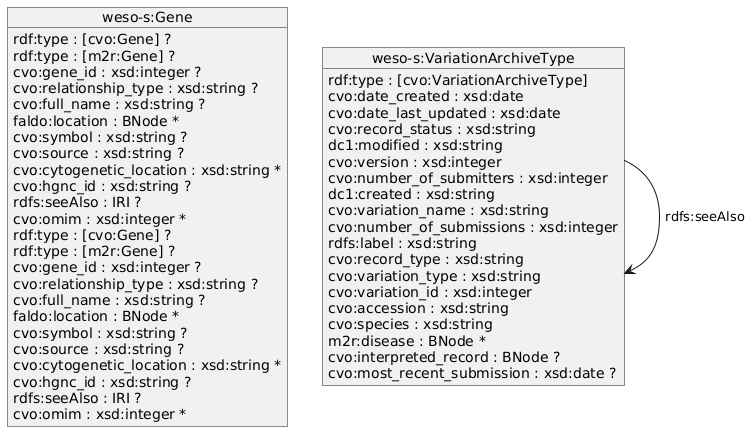 weso-s:Gene
rdf:type : [cvo:Gene] ?
rdf:type : [m2r:Gene] ?
cvo:gene_id : xsd:integer ?
cvo:relationship_type : xsd:string ?
cvo:full_name : xsd:string ?
faldo:location : BNode *
cvo:symbol : xsd:string ?
cvo:source : xsd:string ?
cvo:cytogenetic_location : xsd:string *
cvo:hgnc_id : xsd:string ?
rdfs:seeAlso : IRI ?
cvo:omim : xsd:integer *
rdf:type : [cvo:Gene] ?
rdf:type : [m2r:Gene] ?
cvo:gene_id : xsd:integer ?
cvo:relationship_type : xsd:string ?
cvo:full_name : xsd:string ?
faldo:location : BNode *
cvo:symbol : xsd:string ?
cvo:source : xsd:string ?
cvo:cytogenetic_location : xsd:string *
cvo:hgnc_id : xsd:string ?
rdfs:seeAlso : IRI ?
cvo:omim : xsd:integer *
weso-s:VariationArchiveType
rdf:type : [cvo:VariationArchiveType]
cvo:date_created : xsd:date
cvo:date_last_updated : xsd:date
cvo:record_status : xsd:string
dc1:modified : xsd:string
cvo:version : xsd:integer
cvo:number_of_submitters : xsd:integer
dc1:created : xsd:string
cvo:variation_name : xsd:string
cvo:number_of_submissions : xsd:integer
rdfs:label : xsd:string
cvo:record_type : xsd:string
cvo:variation_type : xsd:string
cvo:variation_id : xsd:integer
cvo:accession : xsd:string
cvo:species : xsd:string
m2r:disease : BNode *
cvo:interpreted_record : BNode ?
cvo:most_recent_submission : xsd:date ?
rdfs:seeAlso